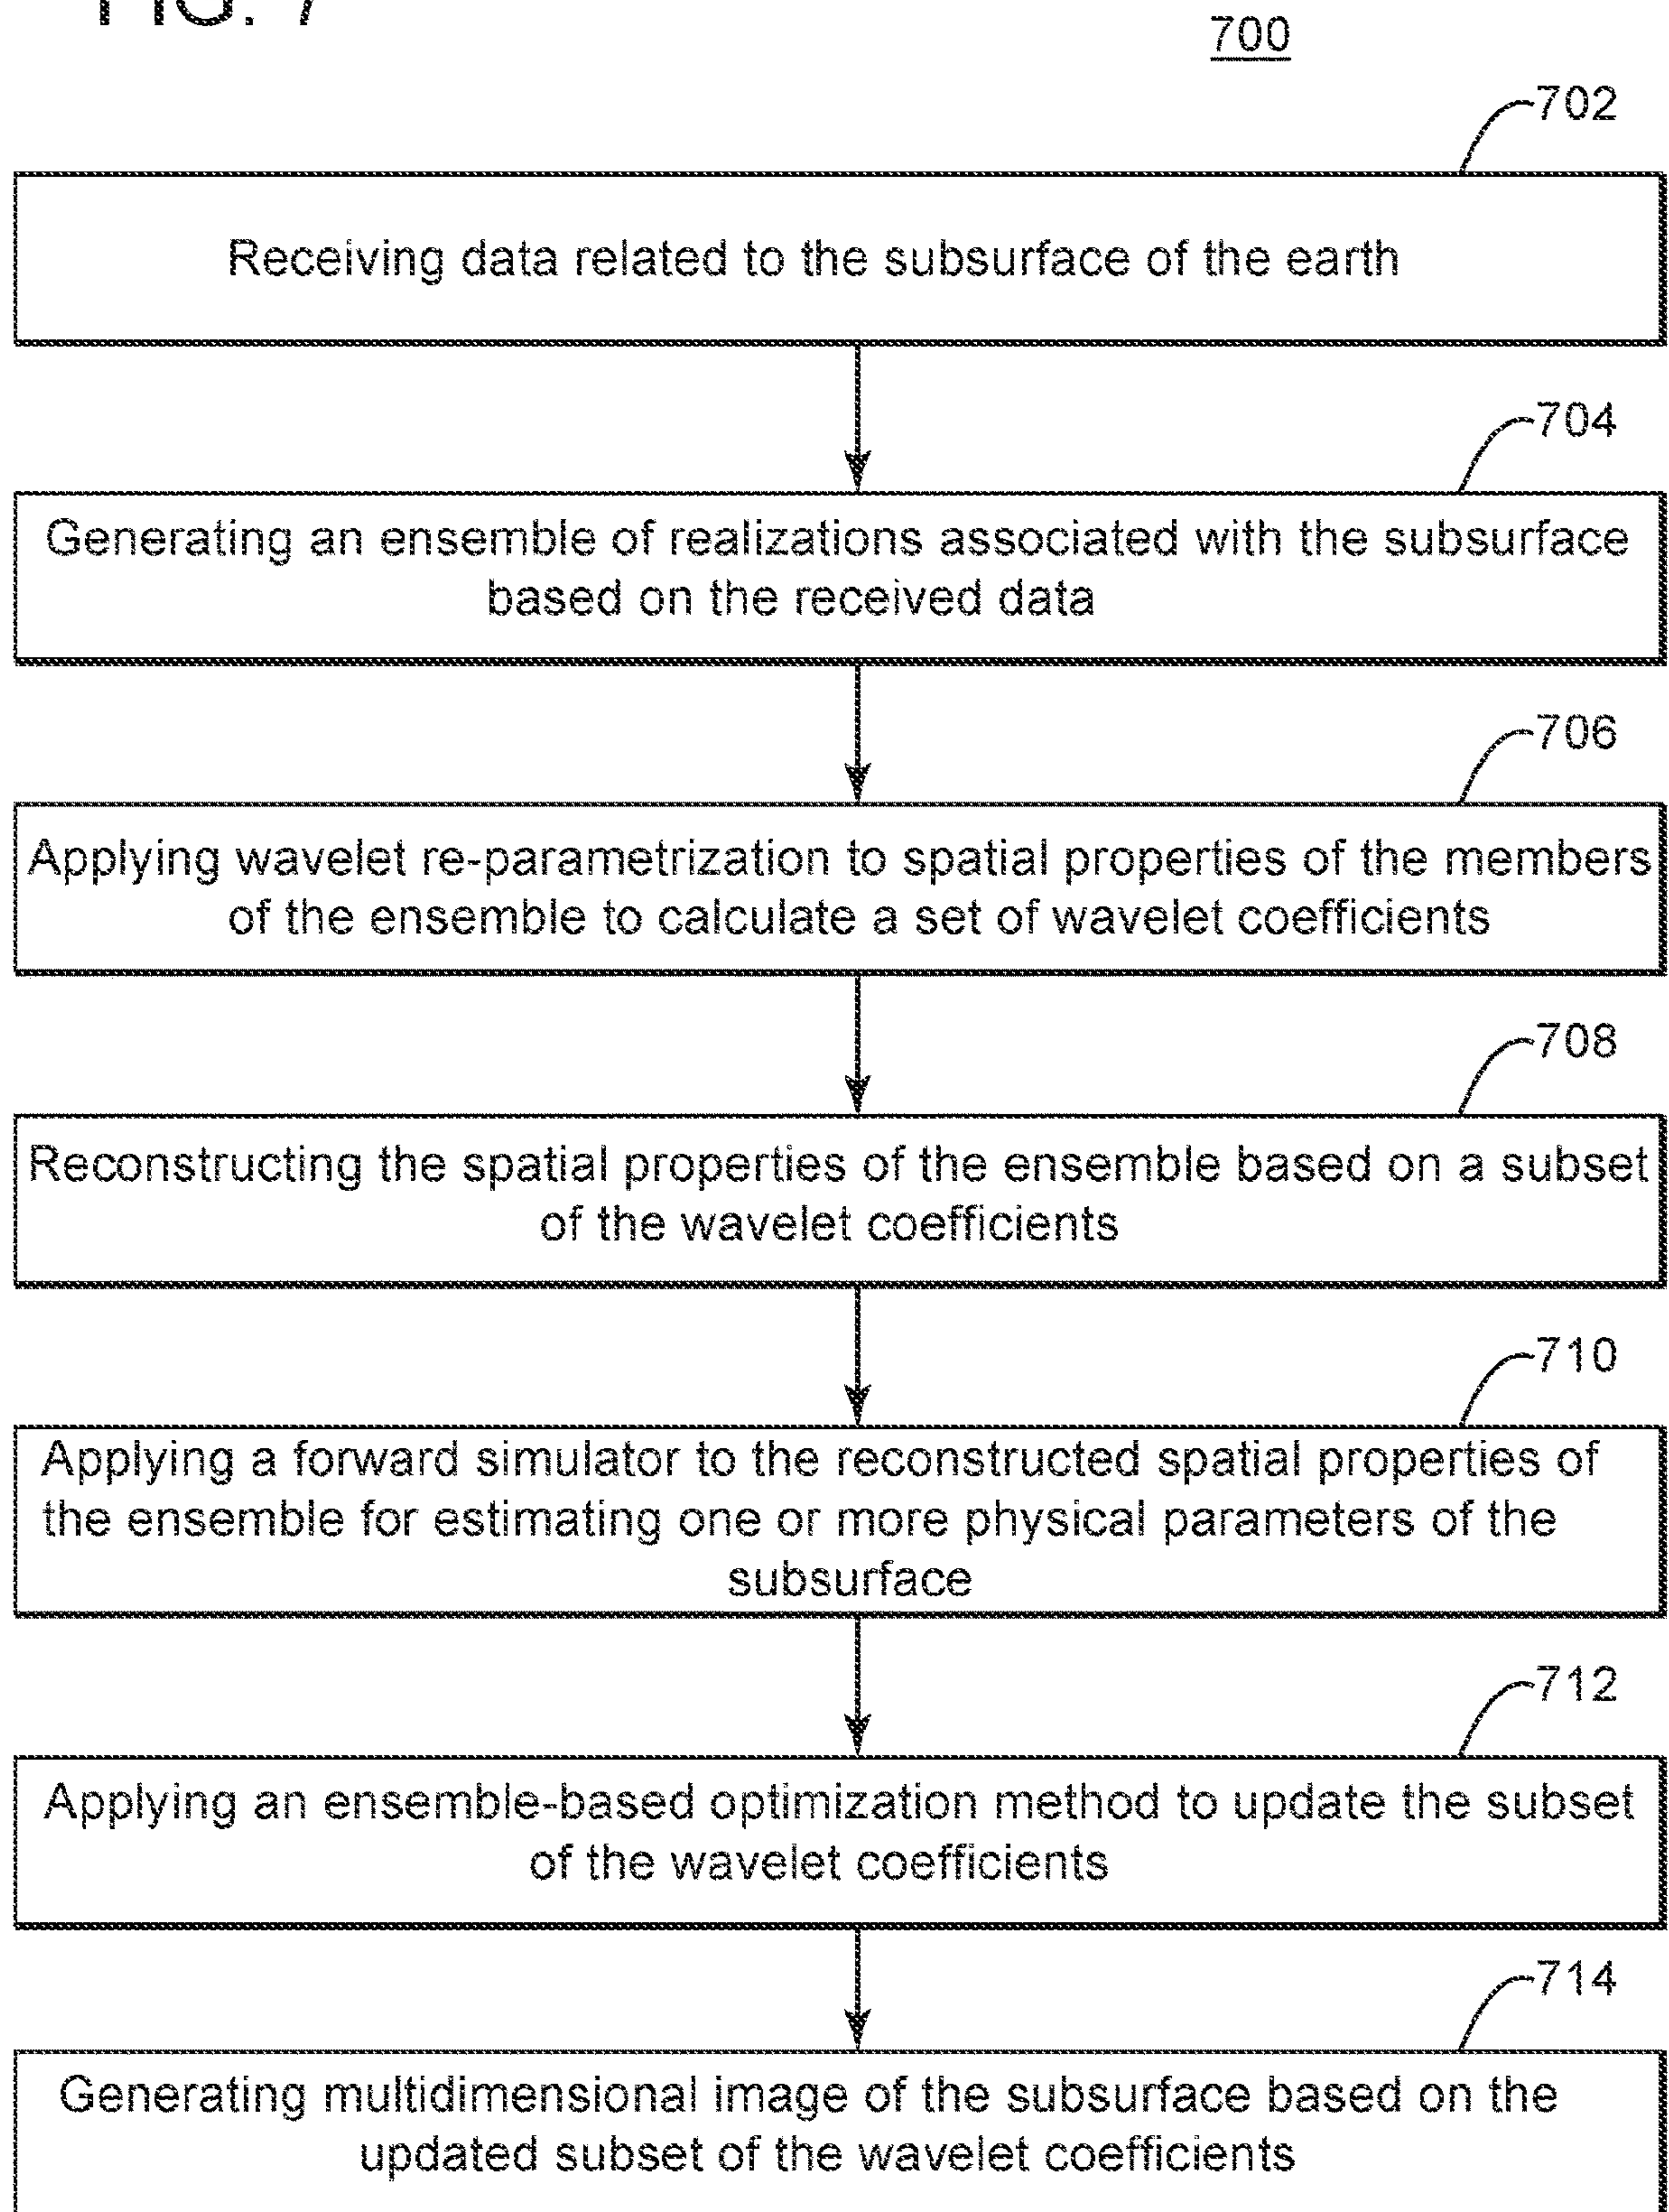 FIG. 7
700
702
Receiving data related to the subsurface of the earth
704
Generating an ensemble of realizations associated with the subsurface
based on the received data
706
Applying wavelet re-parametrization to spatial properties of the members
of the ensemble to calculate a set of wavelet coefficients
708
Reconstructing the spatial properties of the ensemble based on a subset
of the wavelet coefficients
710
Applying a forward simulator to the reconstructed spatial properties of
the ensemble for estimating one or more physical parameters of the
subsurface
712
Applying an ensemble-based optimization method to update the subset
of the wavelet coefficients
714
Generating multidimensional image of the subsurface based on the
updated subset of the wavelet coefficients